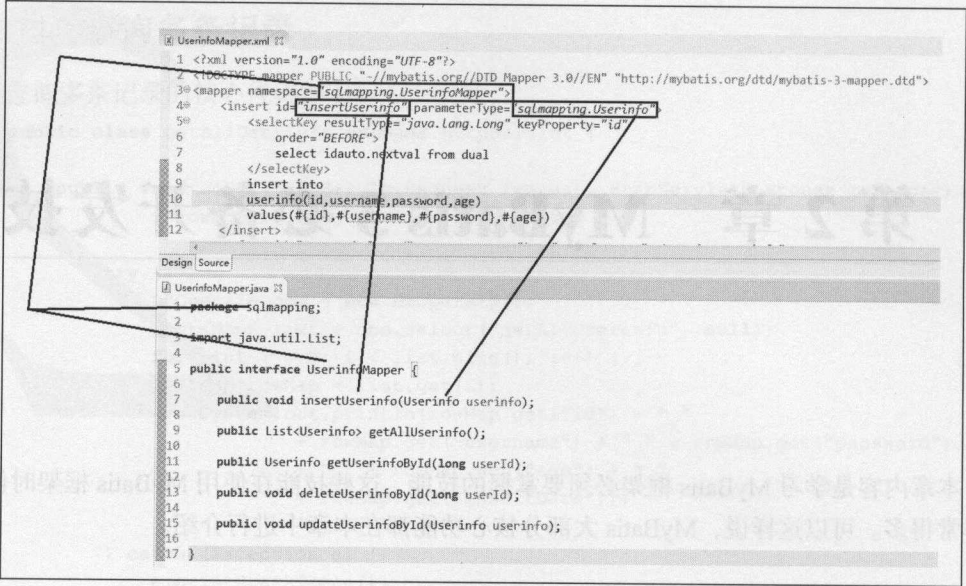 UserinfoMapper.xml
1 <?xml version="1.0" encoding="UTF-8"?>
2 <!DOCTYPE mapper PUBLIC "-//mybatis.org//DTD Mapper 3.0//EN" "http://mybatis.org/dtd/mybatis-3-mapper.dtd">
3 <mapper namespace="sqlmapping.UserinfoMapper">
4 <insert id="insertUserinfo" parameterType="sqlmapping.Userinfo">
5 <selectKey resultType="java.lang.Long" keyProperty="id"
6 order="BEFORE">
7 select idauto.nextval from dual
8 </selectKey>
9 insert into
10 userinfo(id,username,password,age)
11 values(#{id},#{username},#{password},#{age})
12 </insert>
Design Source
UserinfoMapper.java
1 package sqlmapping;
2
3 import java.util.List;
4
5 public interface UserinfoMapper {
6
7 public void insertUserinfo(Userinfo userinfo);
8
9 public List<Userinfo> getAllUserinfo();
10
11 public Userinfo getUserinfoById(long userId);
12
13 public void deleteUserinfoById(long userId);
14
15 public void updateUserinfoById(Userinfo userinfo);
16
17 }